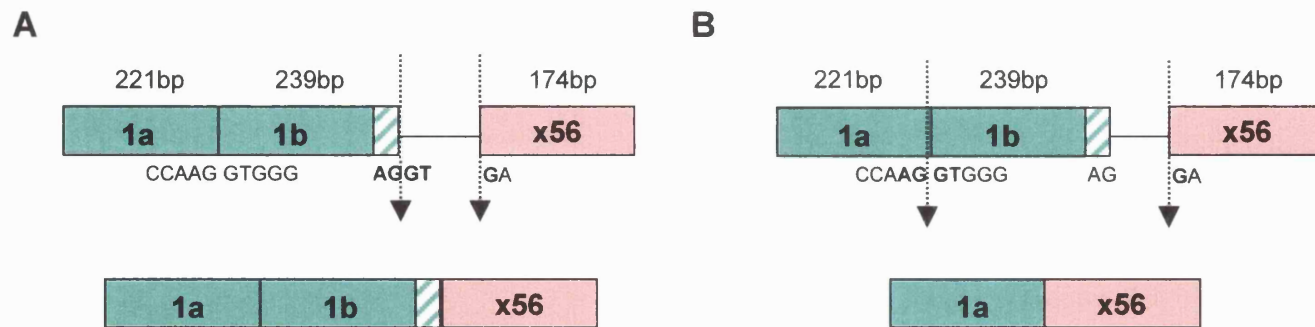 A
221bp 239bp 174bp
1a 1b x56
CCAAG GTGGG AGGT GA
1a 1b x56
B
221bp 239bp 174bp
1a 1b x56
CCAAG GTGGG AG GA
1a x56